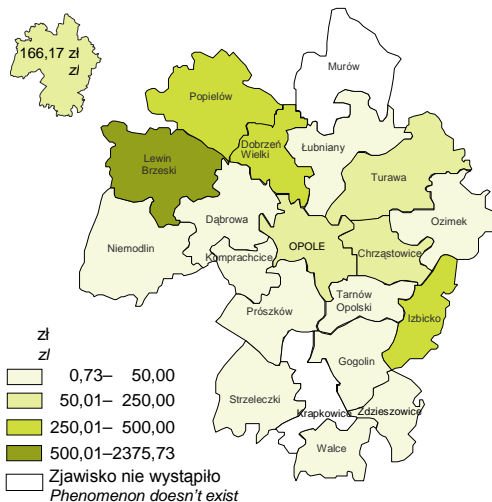 166,17 zł
zl
Murów
Popielów
Dobrzeń
Wielki
Łubniany
Lewin
Brzeski
Turawa
Dąbrowa
Ozimek
Niemodlin
OPOLE
Komprachcice
Chrząstowice
Tarnów
Opolski
Prószków
Izbicko
Gogolin
Strzeleczki
Krapkowice
Zdzieszowice
Walce
zł
zl
0,73– 50,00
50,01– 250,00
250,01– 500,00
500,01–2375,73
Zjawisko nie wystąpiło
Phenomenon doesn't exist